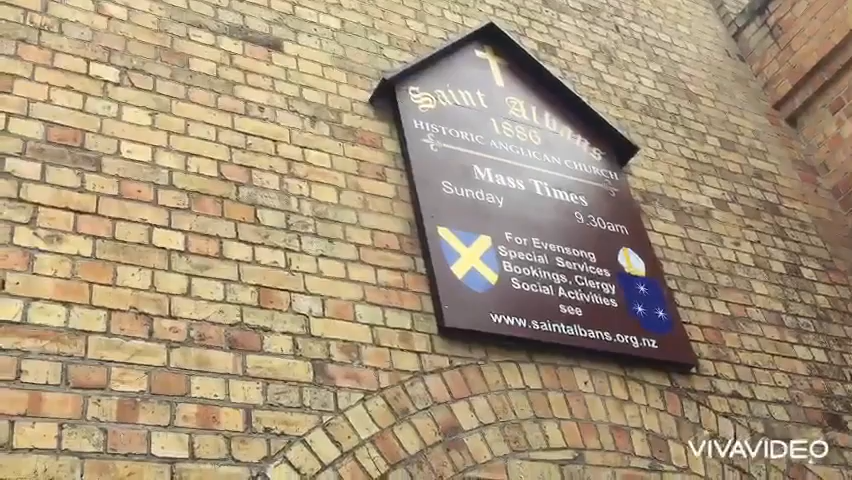 Saint Albans
1886
HISTORIC ANGLICAN CHURCH
Mass Times
Sunday 9.30am
For Evensong
Special Services
Bookings, Clergy
Social Activities
see
www.saintalbans.org.nz
VIVAVIDEO